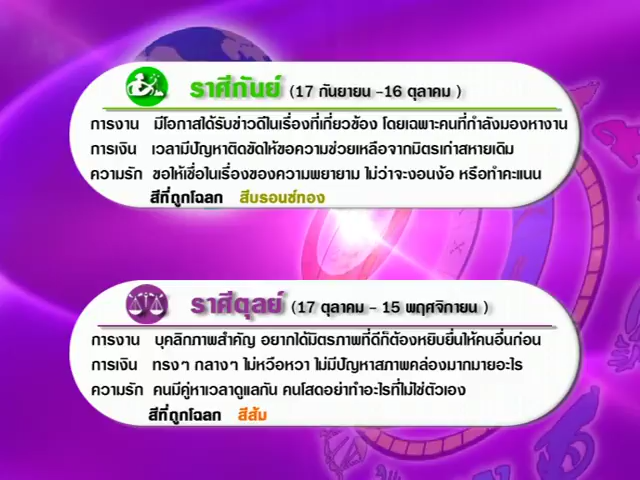 ราศีกันย์ (17 กันยายน -16 ตุลาคม )
การงาน มีโอกาสได้รับข่าวดีในเรื่องที่เกี่ยวข้อง โดยเฉพาะคนที่กำลังมองหางาน
การเงิน เวลามีปัญหาติดขัดให้ขอความช่วยเหลือจากมิตรเก่าสหายเดิม
ความรัก ขอให้เชื่อในเรื่องของความพยายาม ไม่ว่าจะงอนง้อ หรือทำคะแนน
สีที่ถูกโฉลก สีบรอนซ์ทอง
ราศีตุลย์ (17 ตุลาคม - 15 พฤศจิกายน )
การงาน บุคลิกภาพสำคัญ อยากได้มิตรภาพที่ดีก็ต้องหยิบยื่นให้คนอื่นก่อน
การเงิน ทรงๆ กลางๆ ไม่หวือหวา ไม่มีปัญหาสภาพคล่องมากมายอะไร
ความรัก คนมีคู่หาเวลาดูแลกัน คนโสดอย่าทำอะไรที่ไม่ใช่ตัวเอง
สีที่ถูกโฉลก สีส้ม